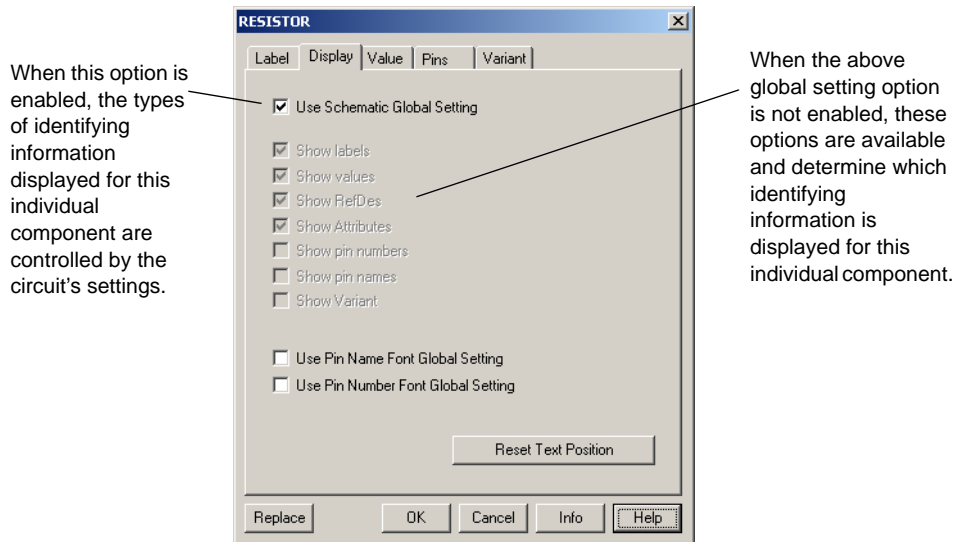 When this option is
enabled, the types
of identifying
information
displayed for this
individual
component are
controlled by the
circuit's settings.
RESISTOR
Label Display Value Pins Variant
Use Schematic Global Setting
Show labels
Show values
Show RefDes
Show Attributes
Show pin numbers
Show pin names
Show Variant
Use Pin Name Font Global Setting
Use Pin Number Font Global Setting
Reset Text Position
Replace OK Cancel Info Help
When the above
global setting option
is not enabled, these
options are available
and determine which
identifying
information is
displayed for this
individual component.